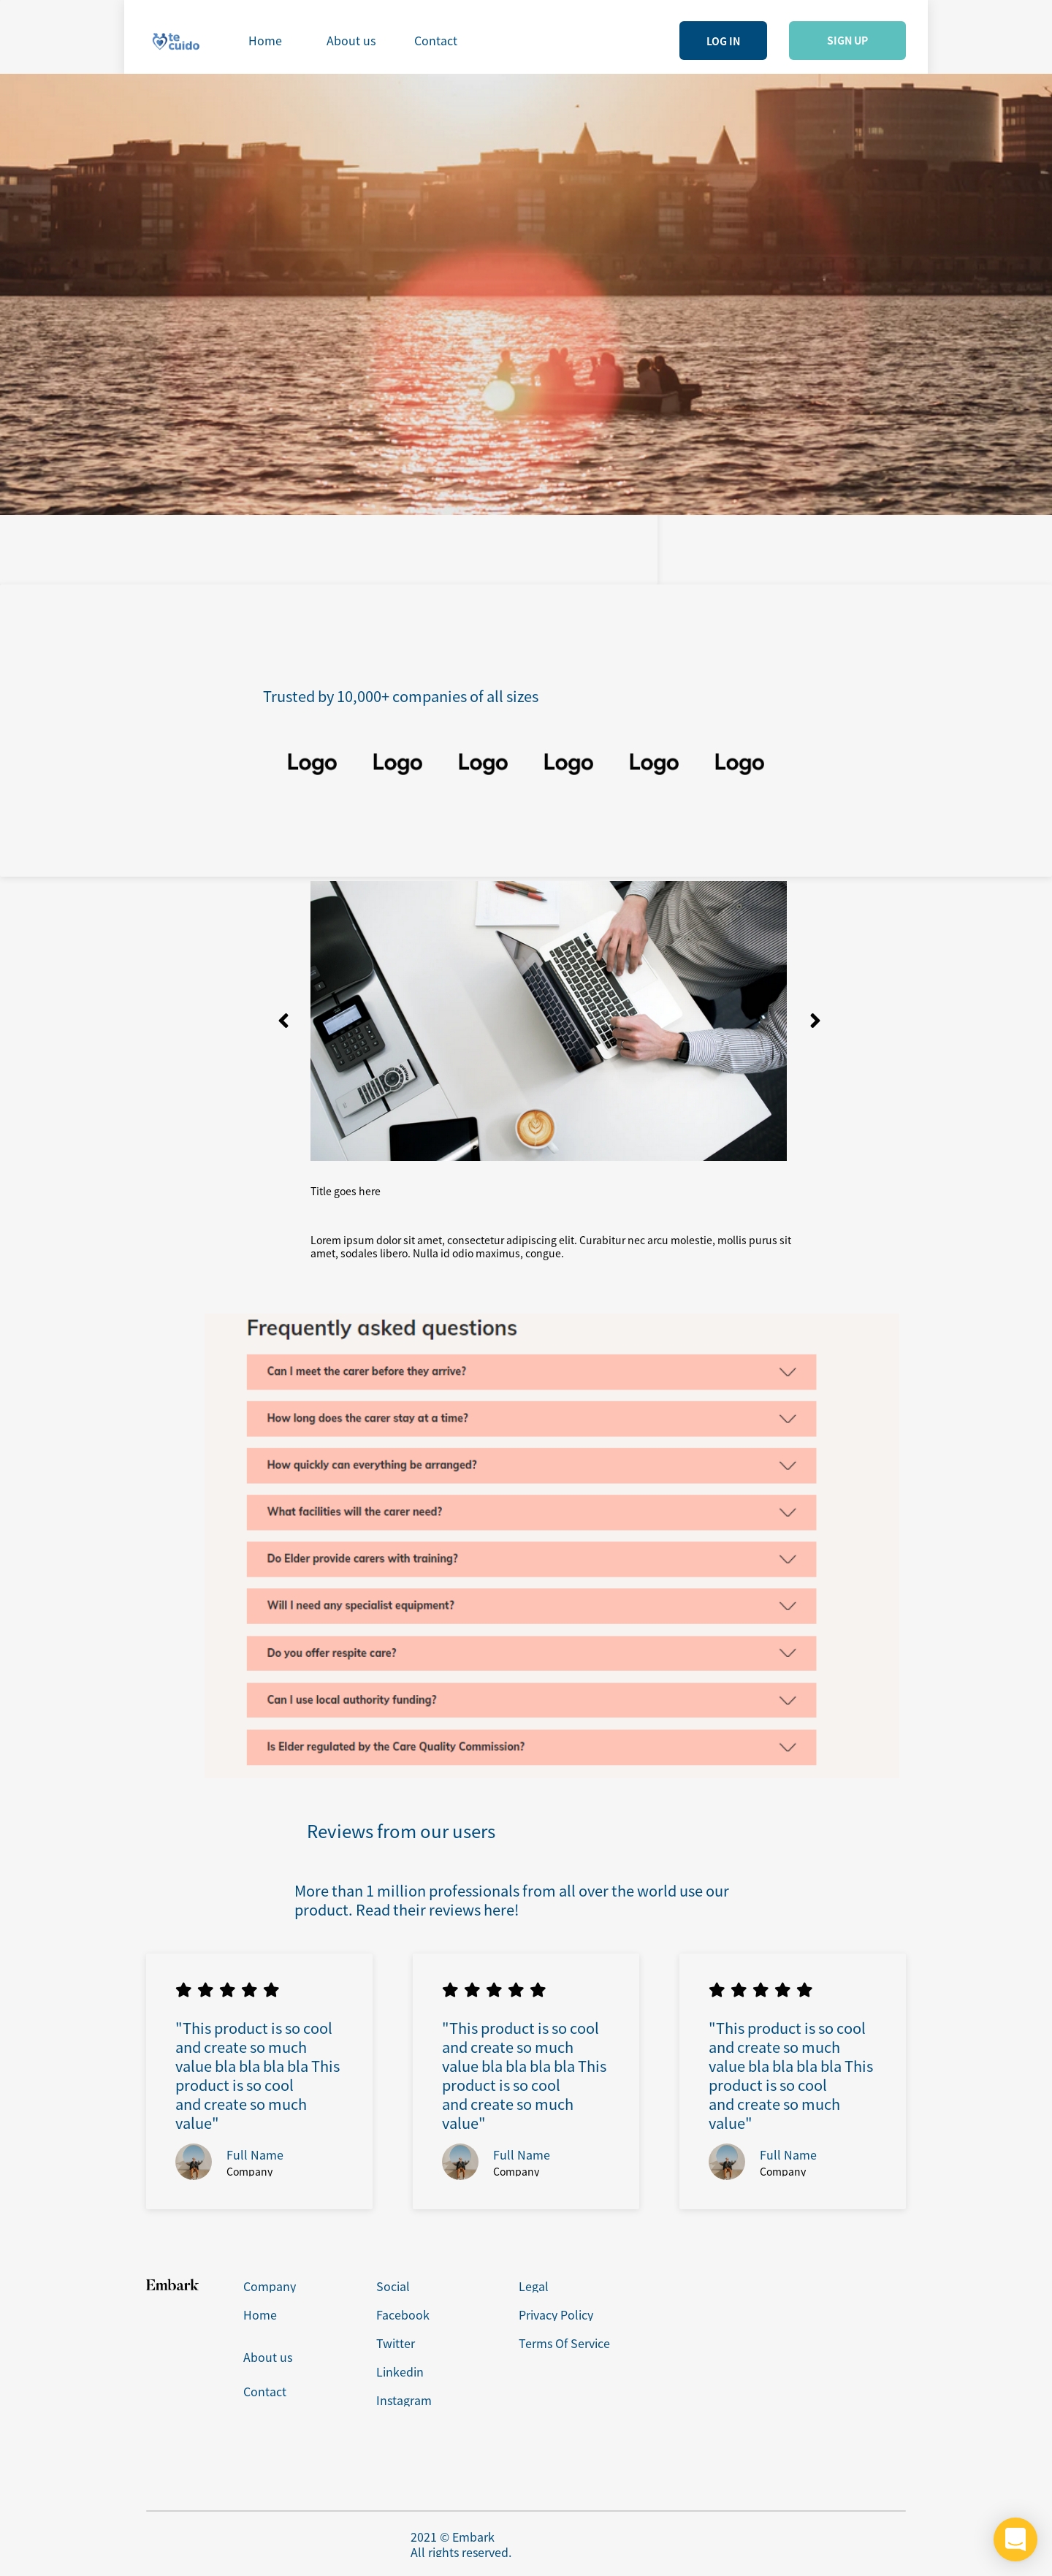 te
cuido
Home
About us
Contact
LOG IN
SIGN UP
Trusted by 10,000+ companies of all sizes
Logo
Logo
Logo
Logo
Logo
Logo
Title goes here
Lorem ipsum dolor sit amet, consectetur adipiscing elit. Curabitur nec arcu molestie, mollis purus sit
amet, sodales libero. Nulla id odio maximus, congue.
Frequently asked questions
Can I meet the carer before they arrive?
How long does the carer stay at a time?
How quickly can everything be arranged?
What facilities will the carer need?
Do Elder provide carers with training?
Will I need any specialist equipment?
Do you offer respite care?
Can I use local authority funding?
Is Elder regulated by the Care Quality Commission?
Reviews from our users
More than 1 million professionals from all over the world use our
product. Read their reviews here!
"This product is so cool
and create so much
value bla bla bla bla This
product is so cool
and create so much
value"
Full Name
Company
"This product is so cool
and create so much
value bla bla bla bla This
product is so cool
and create so much
value"
Full Name
Company
"This product is so cool
and create so much
value bla bla bla bla This
product is so cool
and create so much
value"
Full Name
Company
Embark
Company
Home
About us
Contact
Social
Facebook
Twitter
Linkedin
Instagram
Legal
Privacy Policy
Terms Of Service
2021 © Embark
All rights reserved.